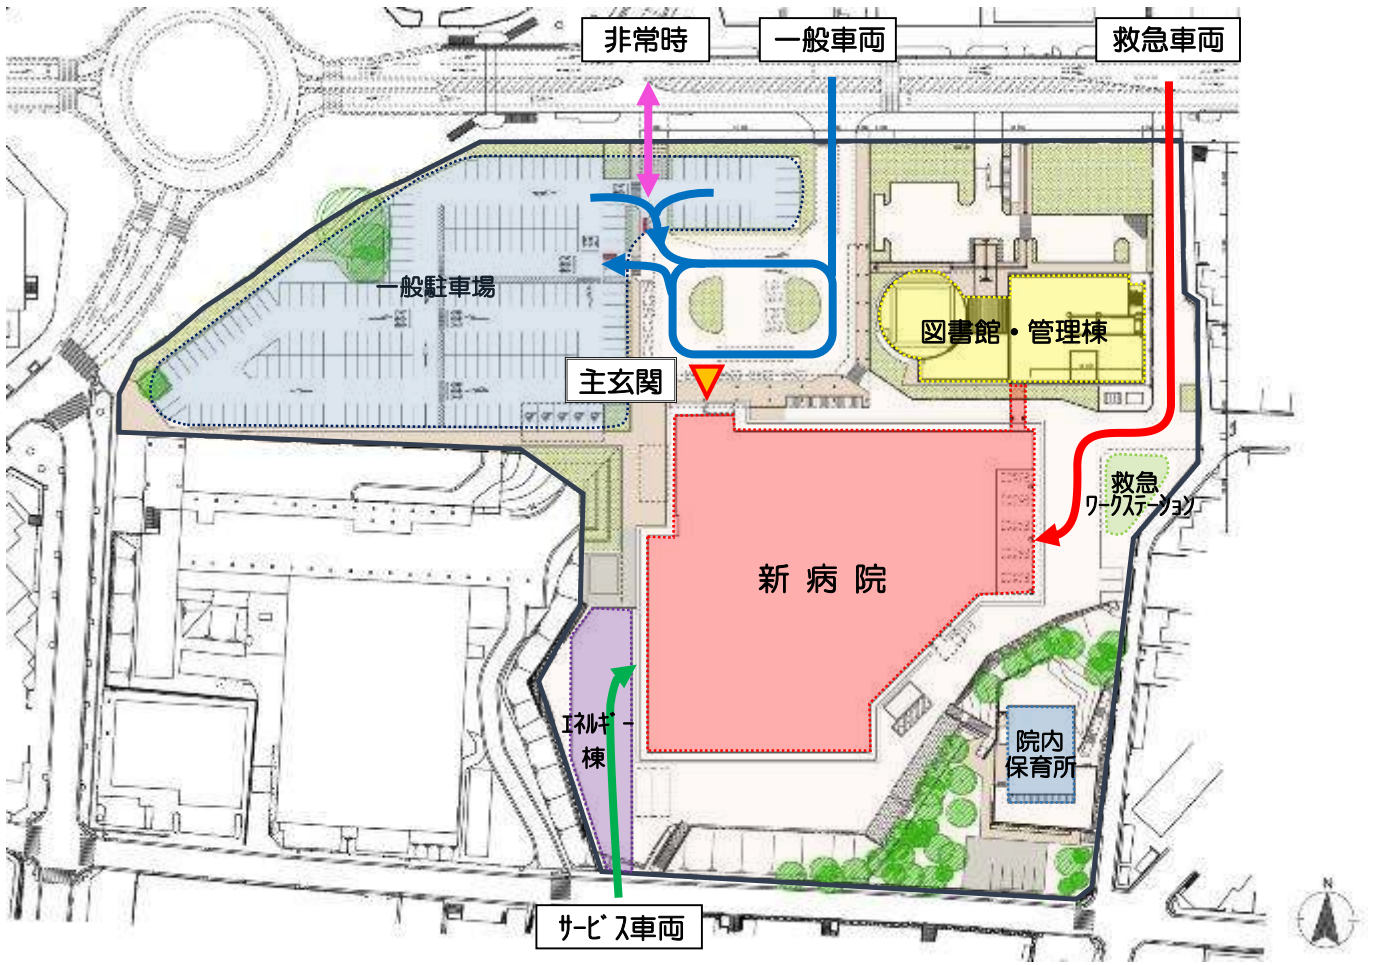 非常時
一般車両
救急車両
一般駐車場
図書館・管理棟
主玄関
救急
ワークステーション
新病院
エネルギー
棟
院内
保育所
サービス車両
N